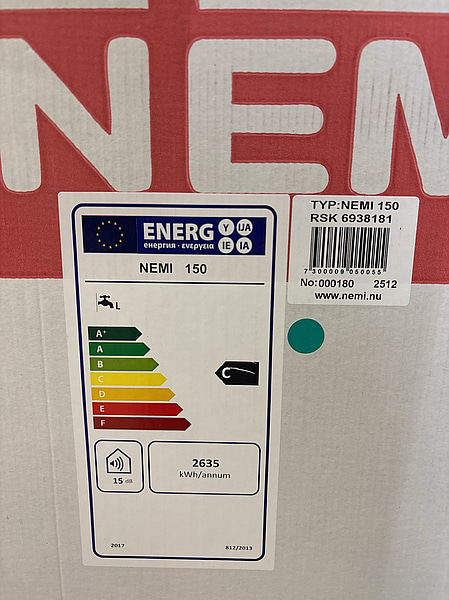 NEM
ENERG Y IJA IE IA
енергия · ενεργεια
NEMI 150
L
A+
A
B
C
D
E
F
C
15 dB
2635
kWh/annum
2017
812/2013
TYP:NEMI 150
RSK 6938181
7 300009 050055
No:000180 2512
www.nemi.nu